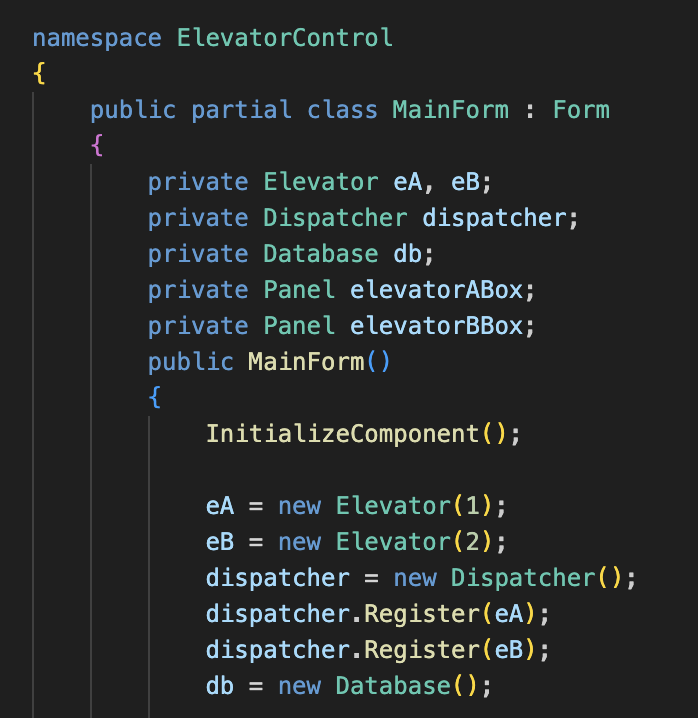 namespace ElevatorControl
{
public partial class MainForm : Form
{
private Elevator eA, eB;
private Dispatcher dispatcher;
private Database db;
private Panel elevatorABox;
private Panel elevatorBBox;
public MainForm()
{
InitializeComponent();
eA = new Elevator(1);
eB = new Elevator(2);
dispatcher = new Dispatcher();
dispatcher.Register(eA);
dispatcher.Register(eB);
db = new Database();